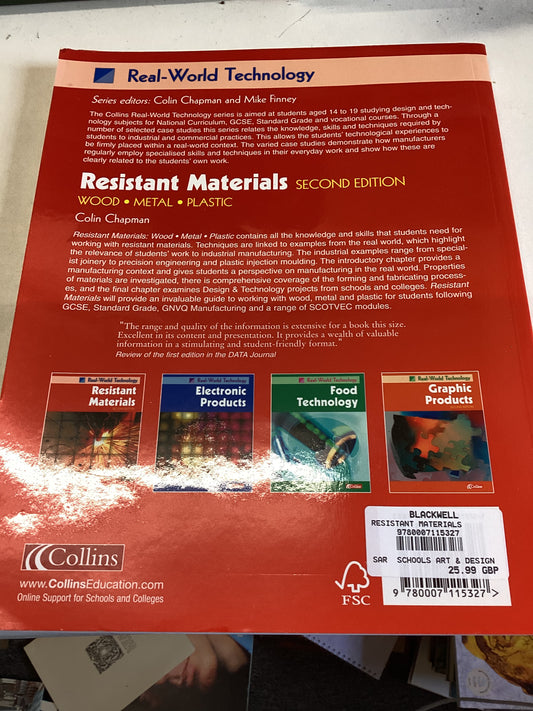 Real-World Technology
Series editors: Colin Chapman and Mike Finney
The Collins Real-World Technology series is aimed at students aged 14 to 19 studying design and tech-
nology subjects for National Curriculum, GCSE, Standard Grade and vocational courses. Through a
number of selected case studies this series relates the knowledge, skills and techniques required by
students to industrial and commercial practices. This allows the students' technological experiences to
be firmly placed within a real-world context. The varied case studies demonstrate how manufacturers
regularly employ specialised skills and techniques in their everyday work and show how these are
clearly related to the students' own work.
Resistant Materials SECOND EDITION
WOOD • METAL • PLASTIC
Colin Chapman
Resistant Materials: Wood • Metal • Plastic contains all the knowledge and skills that students need for
working with resistant materials. Techniques are linked to examples from the real world, which highlight
the relevance of students' work to industrial manufacturing. The industrial examples range from special-
ist joinery to precision engineering and plastic injection moulding. The introductory chapter provides a
manufacturing context and gives students a perspective on manufacturing in the real world. Properties
of materials are investigated, there is comprehensive coverage of the forming and fabricating process-
es, and the final chapter examines Design & Technology projects from schools and colleges. Resistant
Materials will provide an invaluable guide to working with wood, metal and plastic for students following
GCSE, Standard Grade, GNVQ Manufacturing and a range of SCOTVEC modules.
"The range and quality of the information is extensive for a book this size.
Excellent in its content and presentation. It provides a wealth of valuable
information in a stimulating and student-friendly format."
Review of the first edition in the DATA Journal
Real-World Technology
Resistant
Materials
Real-World Technology
Electronic
Products
Real-World Technology
Food
Technology
Collins
Real-World Technology
Graphic
Products
SECOND EDITION
Collins
Collins
www.CollinsEducation.com
Online Support for Schools and Colleges
FSC
BLACKWELL
RESISTANT MATERIALS
9780007115327
SAR SCHOOLS ART & DESIGN
25.99 GBP
9 780007 115327 >